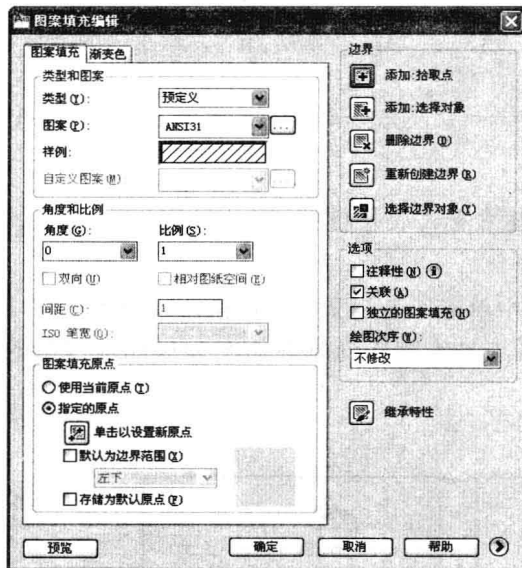 图案填充编辑
图案填充 渐变色
类型和图案
类型(Y): 预定义
图案(P): ANSI31 ...
样例:
自定义图案(M) ...
角度和比例
角度(G): 比例(S):
0 1
双向(U) 相对图纸空间(E)
间距(C): 1
ISO 笔宽(O):
图案填充原点
使用当前原点(T)
指定的原点
单击以设置新原点
默认为边界范围(X)
左下
存储为默认原点(F)
预览
边界
添加:拾取点
添加:选择对象
删除边界(D)
重新创建边界(R)
选择边界对象(V)
选项
注释性(N)
关联(A)
独立的图案填充(H)
绘图次序(W):
不修改
继承特性
确定 取消 帮助